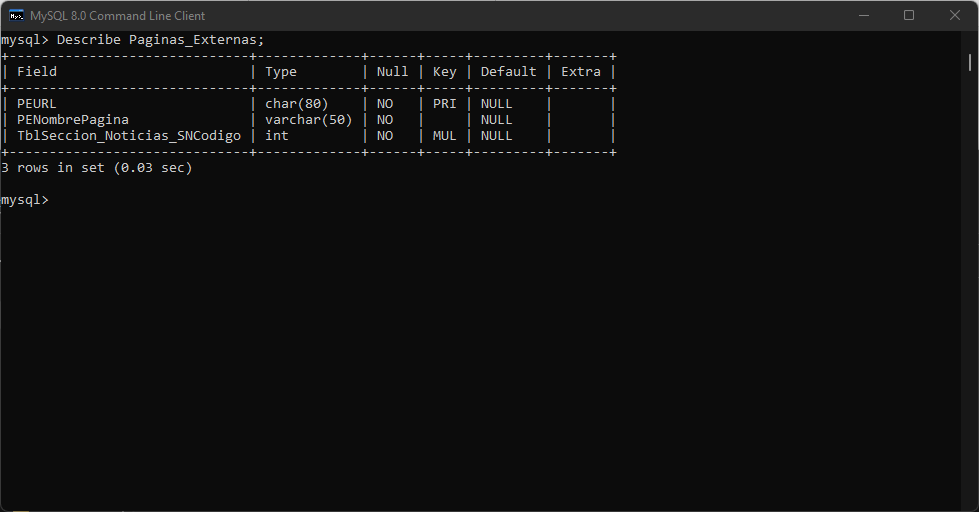 MySQL 8.0 Command Line Client
mysql> Describe Paginas_Externas;
+------------------------------+-------------+------+-----+---------+-------+
| Field                        | Type        | Null | Key | Default | Extra |
+------------------------------+-------------+------+-----+---------+-------+
| PEURL                        | char(80)    | NO   | PRI | NULL    |       |
| PENombrePagina               | varchar(50) | NO   |     | NULL    |       |
| TblSeccion_Noticias_SNCodigo | int         | NO   | MUL | NULL    |       |
+------------------------------+-------------+------+-----+---------+-------+
3 rows in set (0.03 sec)
mysql>